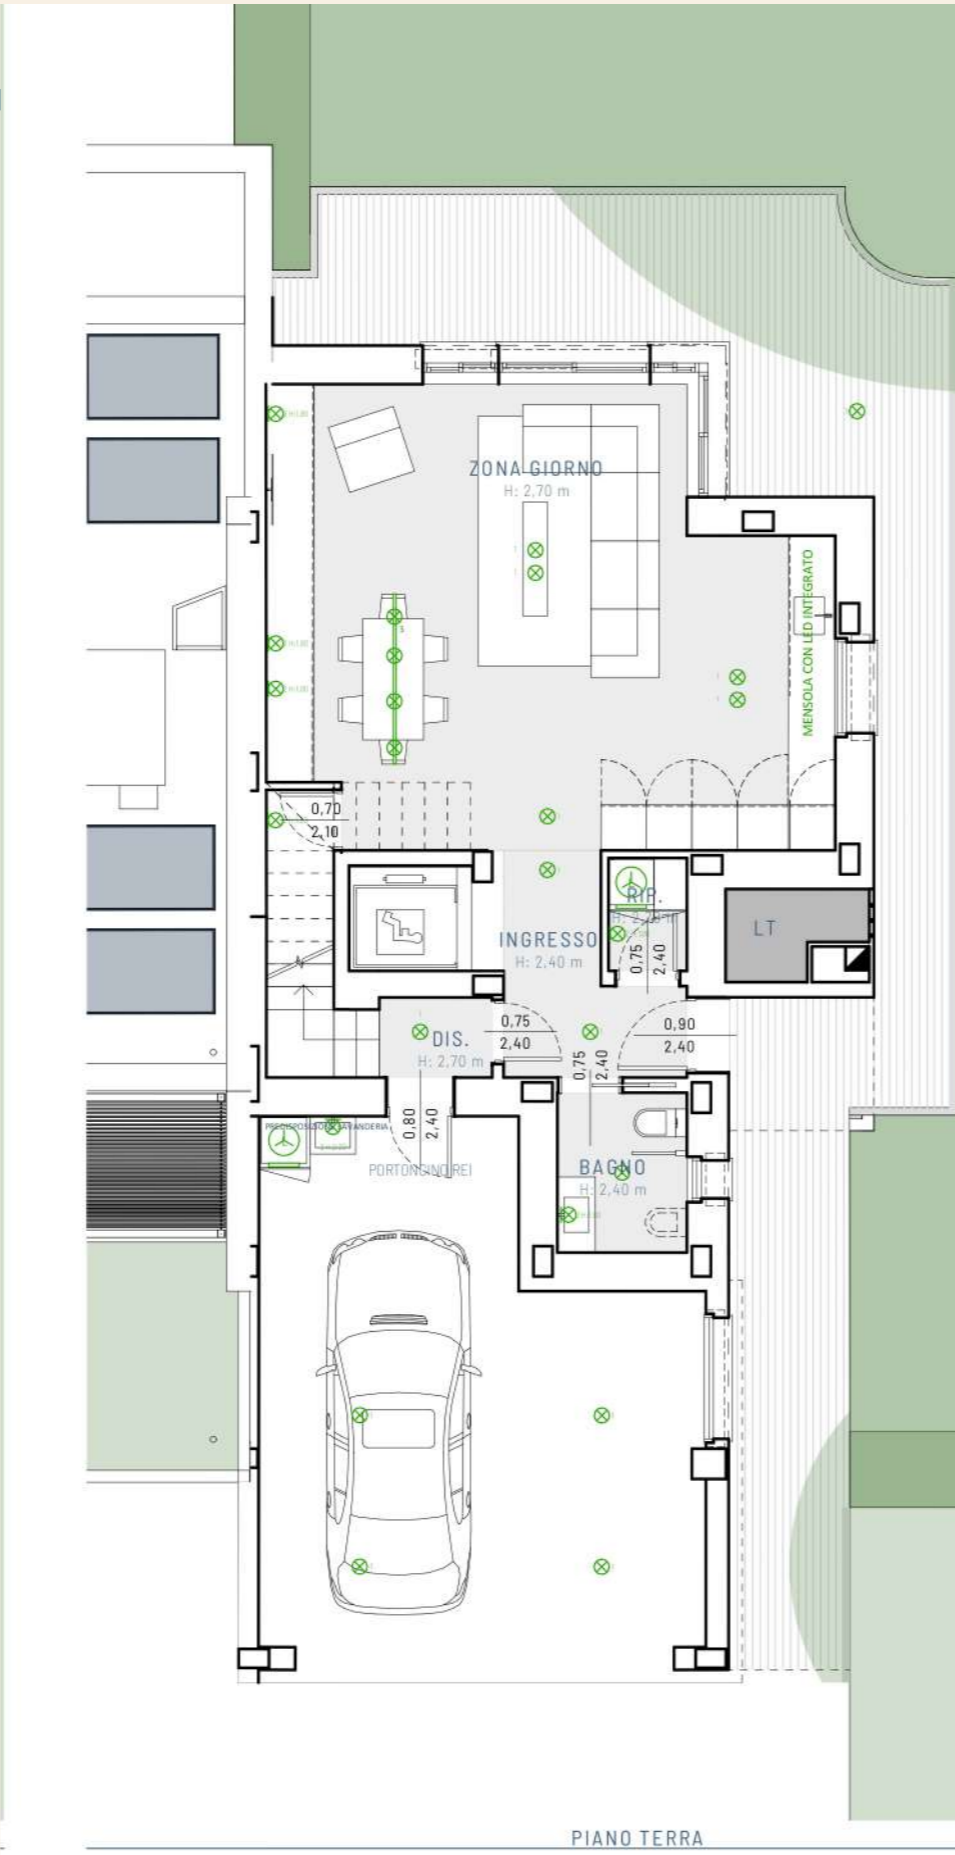 ZONA GIORNO
H: 2,70 m
MENSOLA CON LED INTEGRATO
0,70
2,10
RIP.
LT
INGRESSO
H: 2,40 m
0,75
2,40
0,75
2,40
0,90
2,40
DIS.
H: 2,70 m
0,75
2,40
0,80
2,40
PREDISPOSIZIONE LAVANDERIA
PORTONCINO REI
BAGNO
H: 2,40 m
PIANO TERRA